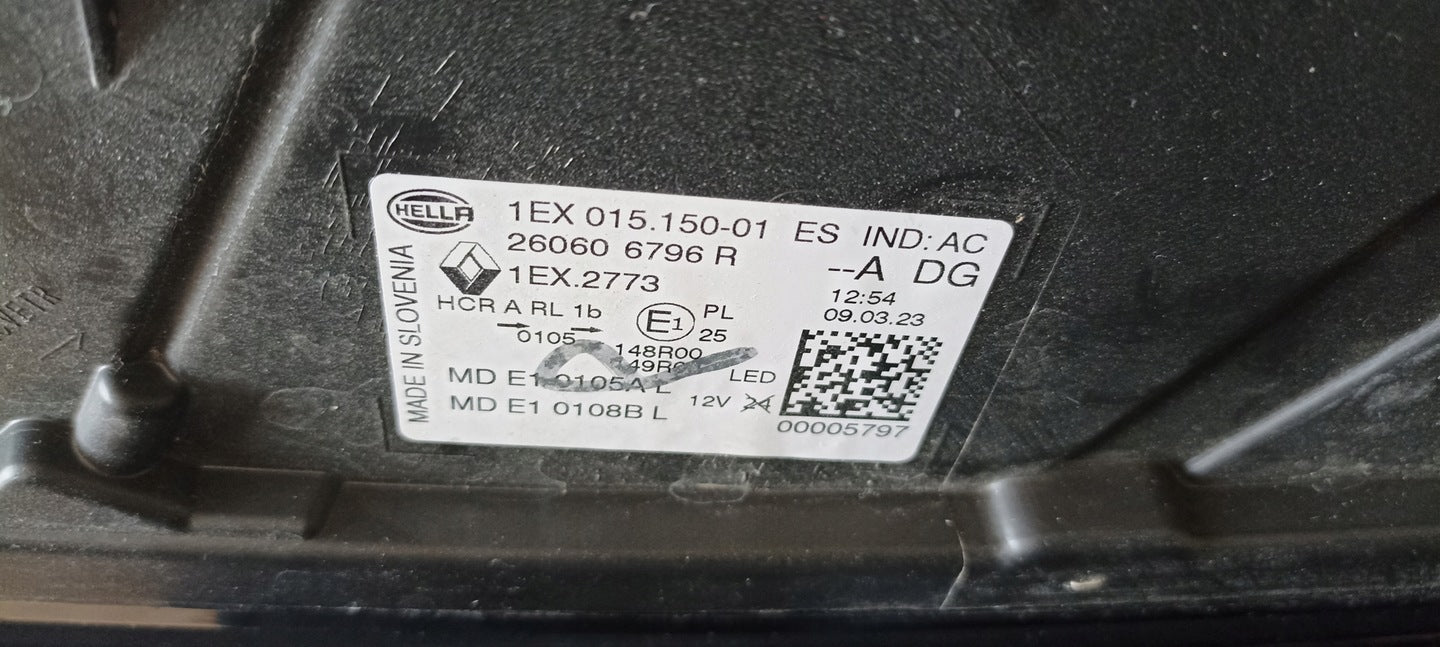 HELLA
1EX 015.150-01 ES IND: AC
26060 6796 R
--A DG
1EX.2773
12:54
09.03.23
HCR A RL 1b
E1
PL
25
0105
148R00
MD E1 0105A L
LED
MD E1 0108B L
12V 24
00005797
MADE IN SLOVENIA